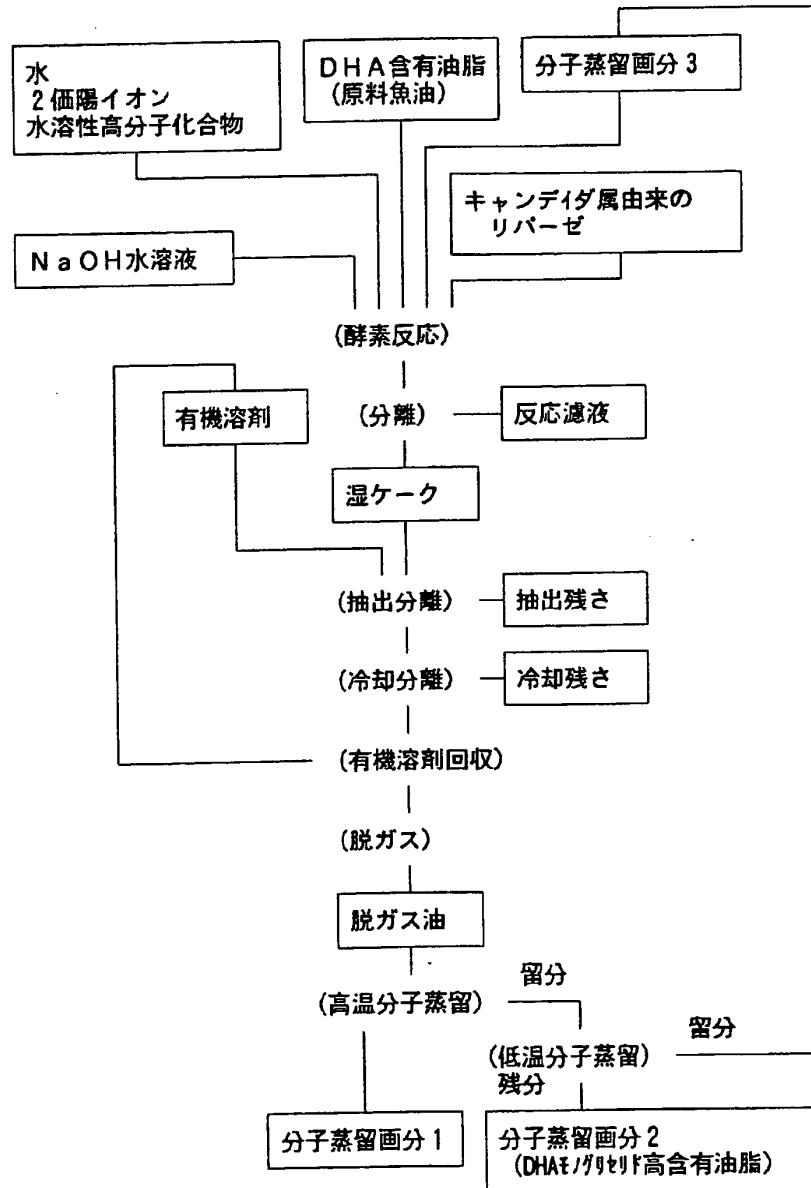 水
2価陽イオン
水溶性高分子化合物
DHA含有油脂
(原料魚油)
分子蒸留画分3
キャンディダ属由来の
リパーゼ
NaOH水溶液
(酵素反応)
有機溶剤
(分離)
反応濾液
湿ケーク
(抽出分離)
抽出残さ
(冷却分離)
冷却残さ
(有機溶剤回収)
(脱ガス)
脱ガス油
(高温分子蒸留)
留分
(低温分子蒸留)
留分
残分
分子蒸留画分1
分子蒸留画分2
(DHAモノグリセリド高含有油脂)